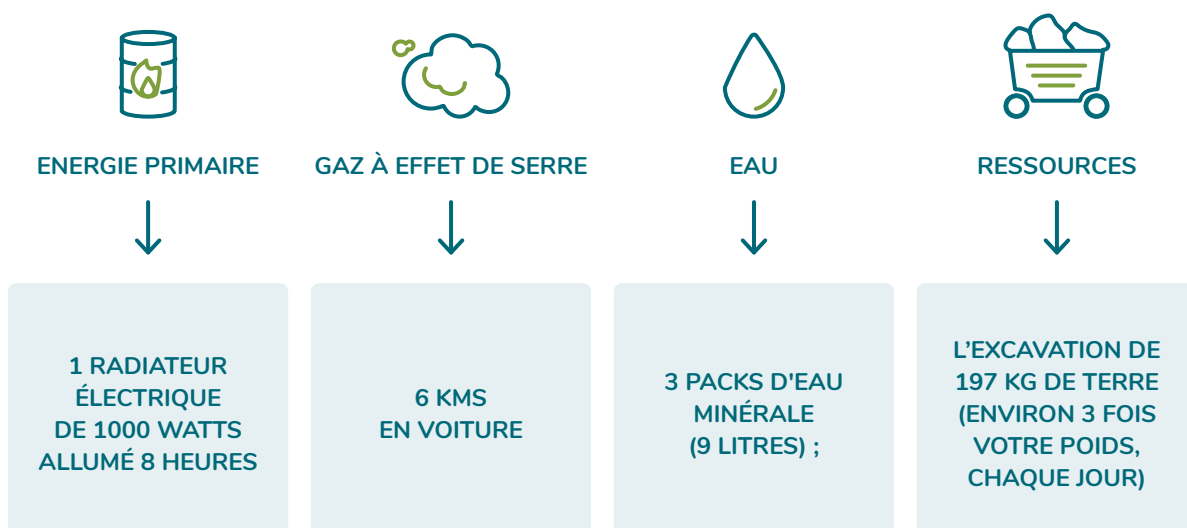 ENERGIE PRIMAIRE
GAZ À EFFET DE SERRE
EAU
RESSOURCES
1 RADIATEUR
ÉLECTRIQUE
DE 1000 WATTS
ALLUMÉ 8 HEURES
6 KMS
EN VOITURE
3 PACKS D'EAU
MINÉRALE
(9 LITRES) ;
L’EXCAVATION DE
197 KG DE TERRE
(ENVIRON 3 FOIS
VOTRE POIDS,
CHAQUE JOUR)